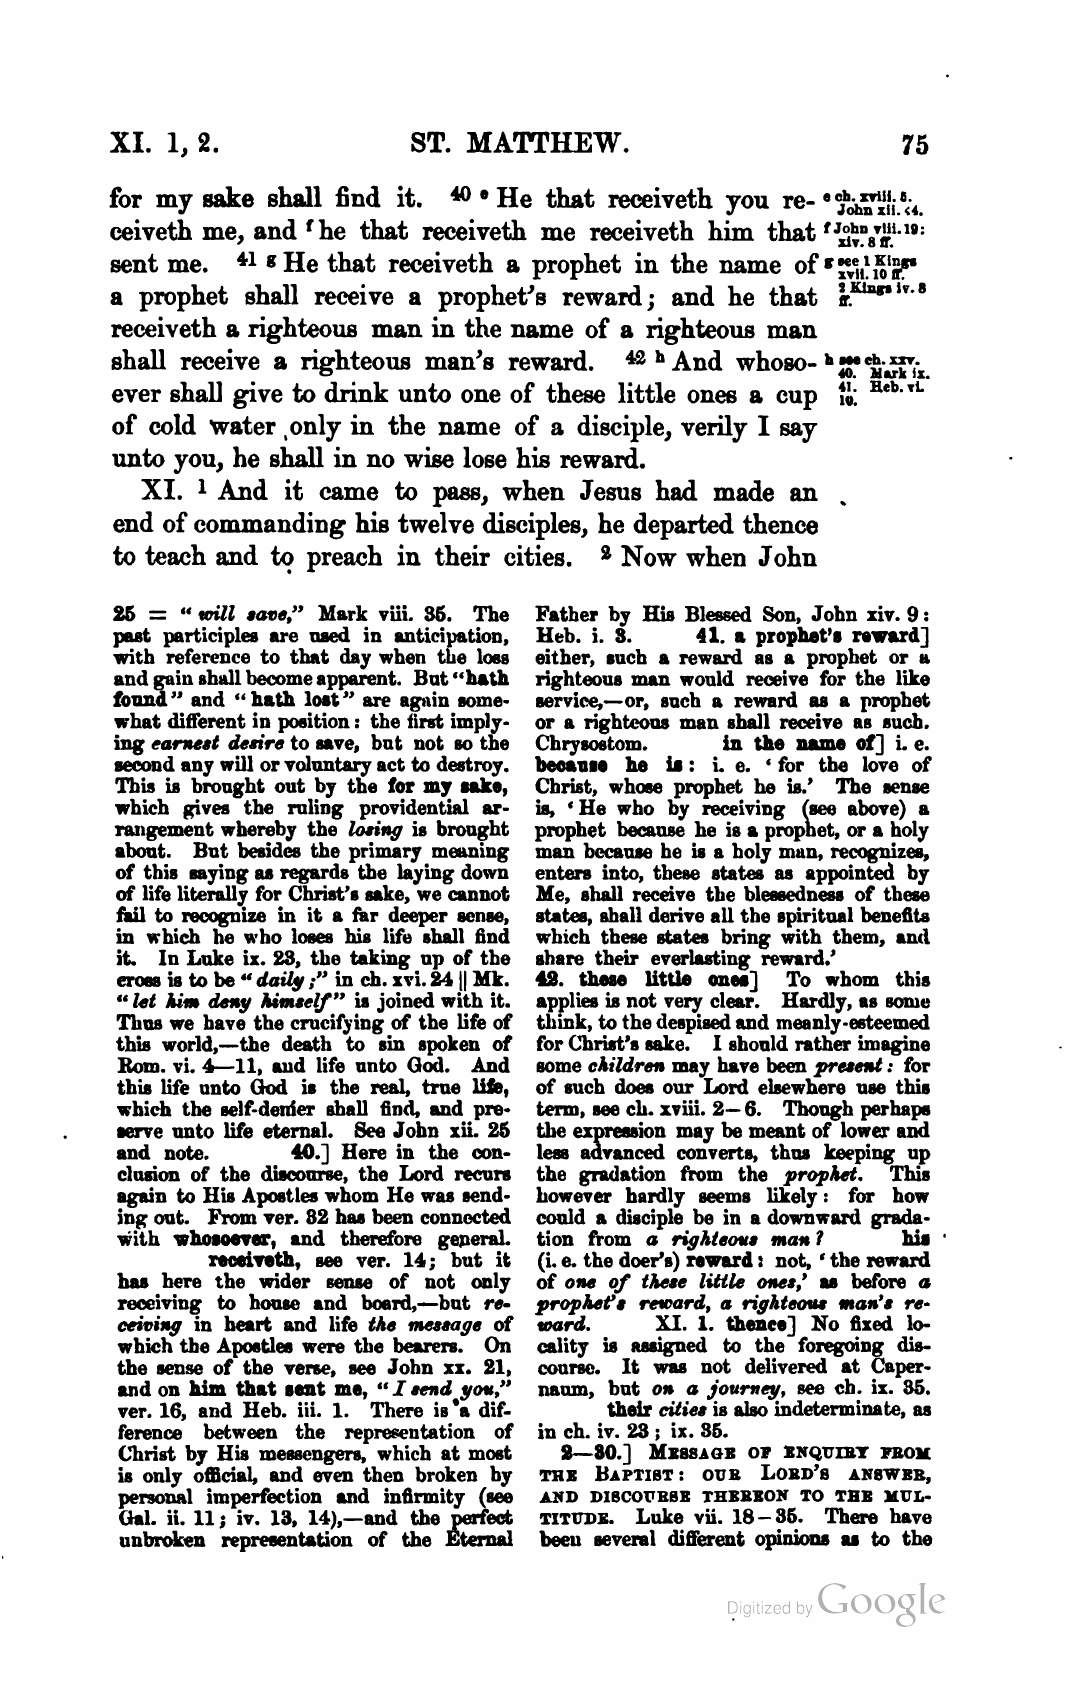 XI. 1, 2. ST. MATTHEW. 75
for my sake shall find it. 40 e He that receiveth you re-
ceiveth me, and f he that receiveth me receiveth him that
sent me. 41 g He that receiveth a prophet in the name of
a prophet shall receive a prophet's reward; and he that
receiveth a righteous man in the name of a righteous man
shall receive a righteous man's reward. 42 h And whoso-
ever shall give to drink unto one of these little ones a cup
of cold water only in the name of a disciple, verily I say
unto you, he shall in no wise lose his reward.
XI. 1 And it came to pass, when Jesus had made an
end of commanding his twelve disciples, he departed thence
to teach and to preach in their cities. 2 Now when John
e ch. xviii. 5.
John xii. 44.
f John viii. 19:
xiv. 8 ff.
g see 1 Kings
xvii. 10 ff.
2 Kings iv. 8
ff.
h see ch. xxv.
40. Mark ix.
41. Heb. vi.
10.
25 = “will save,” Mark viii. 35. The
past participles are used in anticipation,
with reference to that day when the loss
and gain shall become apparent. But “hath
found” and “hath lost” are again some-
what different in position: the first imply-
ing earnest desire to save, but not so the
second any will or voluntary act to destroy.
This is brought out by the for my sake,
which gives the ruling providential ar-
rangement whereby the losing is brought
about. But besides the primary meaning
of this saying as regards the laying down
of life literally for Christ's sake, we cannot
fail to recognize in it a far deeper sense,
in which he who loses his life shall find
it. In Luke ix. 23, the taking up of the
cross is to be “daily;” in ch. xvi. 24 || Mk.
“let him deny himself” is joined with it.
Thus we have the crucifying of the life of
this world,—the death to sin spoken of
Rom. vi. 4—11, and life unto God. And
this life unto God is the real, true life,
which the self-denier shall find, and pre-
serve unto life eternal. See John xii. 25
and note. 40.] Here in the con-
clusion of the discourse, the Lord recurs
again to His Apostles whom He was send-
ing out. From ver. 32 has been connected
with whosoever, and therefore general.
receiveth, see ver. 14; but it
has here the wider sense of not only
receiving to house and board,—but re-
ceiving in heart and life the message of
which the Apostles were the bearers. On
the sense of the verse, see John xx. 21,
and on him that sent me, “I send you,”
ver. 16, and Heb. iii. 1. There is a dif-
ference between the representation of
Christ by His messengers, which at most
is only official, and even then broken by
personal imperfection and infirmity (see
Gal. ii. 11; iv. 13, 14),—and the perfect
unbroken representation of the Eternal
Father by His Blessed Son, John xiv. 9:
Heb. i. 3. 41. a prophet's reward]
either, such a reward as a prophet or a
righteous man would receive for the like
service,—or, such a reward as a prophet
or a righteous man shall receive as such.
Chrysostom. in the name of] i. e.
because he is: i. e. ‘for the love of
Christ, whose prophet he is.’ The sense
is, ‘He who by receiving (see above) a
prophet because he is a prophet, or a holy
man because he is a holy man, recognizes,
enters into, these states as appointed by
Me, shall receive the blessedness of these
states, shall derive all the spiritual benefits
which these states bring with them, and
share their everlasting reward.’
42. these little ones] To whom this
applies is not very clear. Hardly, as some
think, to the despised and meanly-esteemed
for Christ's sake. I should rather imagine
some children may have been present: for
of such does our Lord elsewhere use this
term, see ch. xviii. 2—6. Though perhaps
the expression may be meant of lower and
less advanced converts, thus keeping up
the gradation from the prophet. This
however hardly seems likely: for how
could a disciple be in a downward grada-
tion from a righteous man? his
(i. e. the doer's) reward: not, ‘the reward
of one of these little ones,’ as before a
prophet's reward, a righteous man's re-
ward. XI. 1. thence] No fixed lo-
cality is assigned to the foregoing dis-
course. It was not delivered at Caper-
naum, but on a journey, see ch. ix. 35.
their cities is also indeterminate, as
in ch. iv. 23; ix. 35.
2—30.] MESSAGE OF ENQUIRY FROM
THE BAPTIST: OUR LORD'S ANSWER,
AND DISCOURSE THEREON TO THE MUL-
TITUDE. Luke vii. 18—35. There have
been several different opinions as to the
Digitized by Google